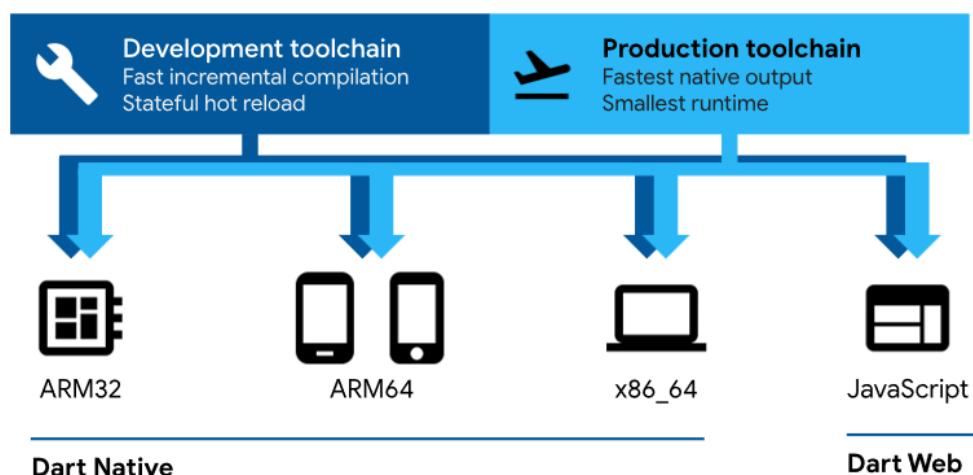 Development toolchain
Fast incremental compilation
Stateful hot reload
Production toolchain
Fastest native output
Smallest runtime
ARM32
ARM64
x86_64
JavaScript
Dart Native
Dart Web